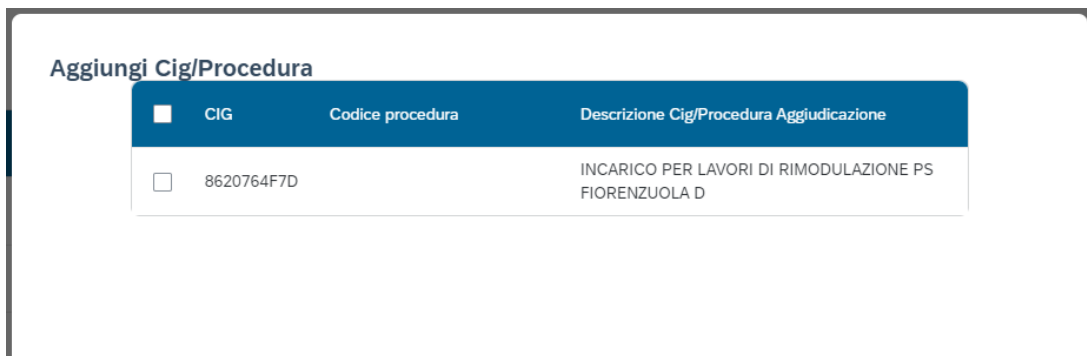 Aggiungi Cig/Procedura
CIG Codice procedura Descrizione Cig/Procedura Aggiudicazione
8620764F7D INCARICO PER LAVORI DI RIMODULAZIONE PS
FIORENZUOLA D